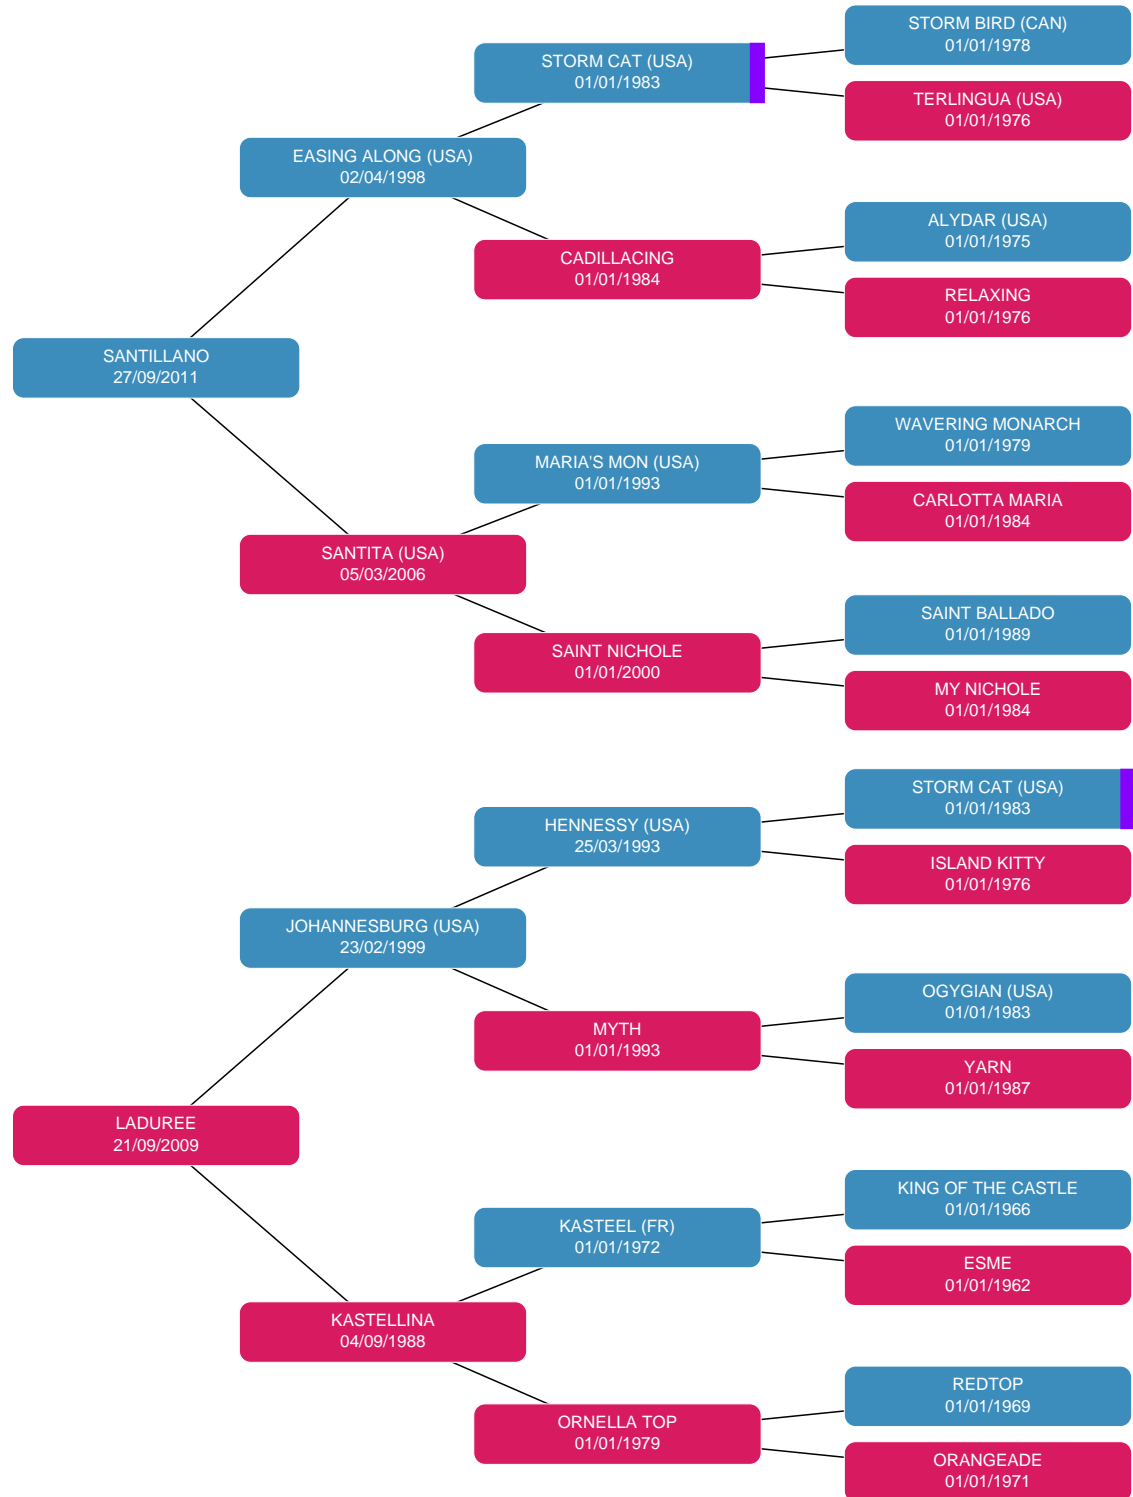 STORM BIRD (CAN)
01/01/1978
STORM CAT (USA)
01/01/1983
TERLINGUA (USA)
01/01/1976
EASING ALONG (USA)
02/04/1998
ALYDAR (USA)
01/01/1975
CADILLACING
01/01/1984
RELAXING
01/01/1976
SANTILLANO
27/09/2011
WAVERING MONARCH
01/01/1979
MARIA'S MON (USA)
01/01/1993
CARLOTTA MARIA
01/01/1984
SANTITA (USA)
05/03/2006
SAINT BALLADO
01/01/1989
SAINT NICHOLE
01/01/2000
MY NICHOLE
01/01/1984
STORM CAT (USA)
01/01/1983
HENNESSY (USA)
25/03/1993
ISLAND KITTY
01/01/1976
JOHANNESBURG (USA)
23/02/1999
OGYGIAN (USA)
01/01/1983
MYTH
01/01/1993
YARN
01/01/1987
LADUREE
21/09/2009
KING OF THE CASTLE
01/01/1966
KASTEEL (FR)
01/01/1972
ESME
01/01/1962
KASTELLINA
04/09/1988
REDTOP
01/01/1969
ORNELLA TOP
01/01/1979
ORANGEADE
01/01/1971